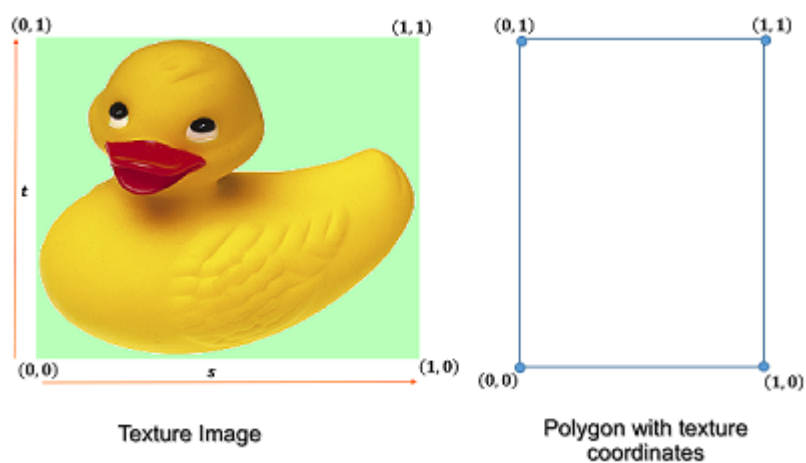 (0, 1)
(1, 1)
t
(0, 0)
s
(1, 0)
Texture Image
(0, 1)
(1, 1)
(0, 0)
(1, 0)
Polygon with texture
coordinates